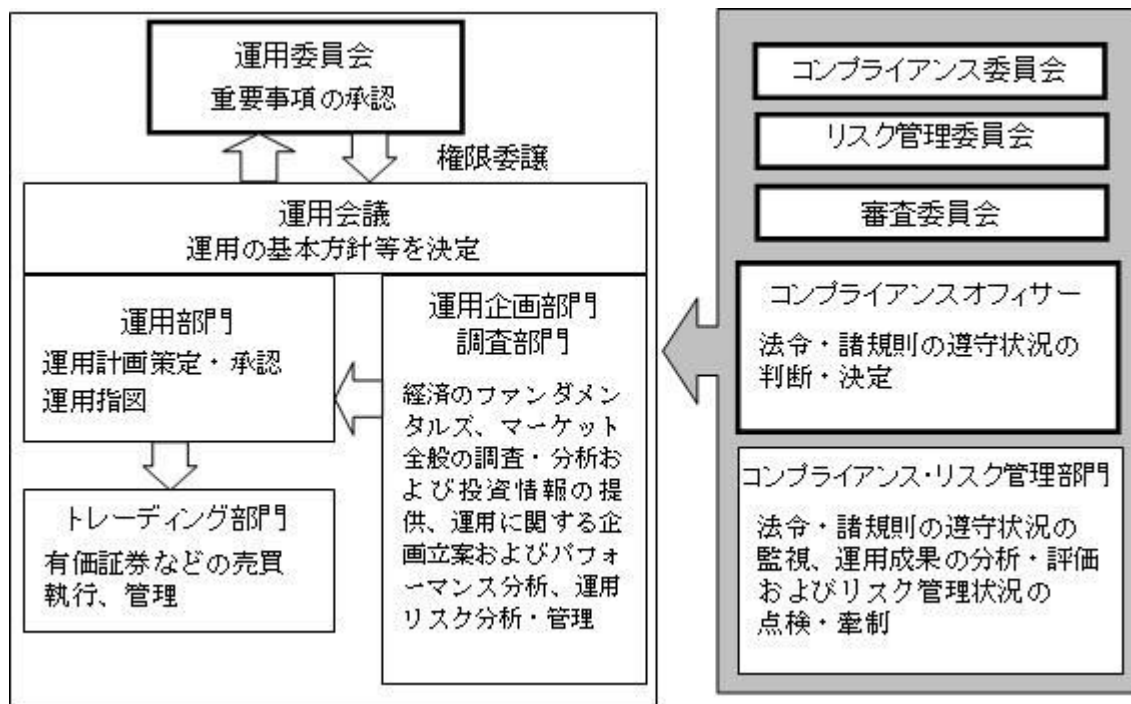 運用委員会
重要事項の承認
権限委譲
運用会議
運用の基本方針等を決定
運用部門
運用計画策定・承認
運用指図
運用企画部門
調査部門
経済のファンダメン
タルズ、マーケット
全般の調査・分析お
よび投資情報の提
供、運用に関する企
画立案およびパフォ
ーマンス分析、運用
リスク分析・管理
トレーディング部門
有価証券などの売買
執行、管理
コンプライアンス委員会
リスク管理委員会
審査委員会
コンプライアンスオフィサー
法令・諸規則の遵守状況の
判断・決定
コンプライアンス・リスク管理部門
法令・諸規則の遵守状況の
監視、運用成果の分析・評価
およびリスク管理状況の
点検・牽制